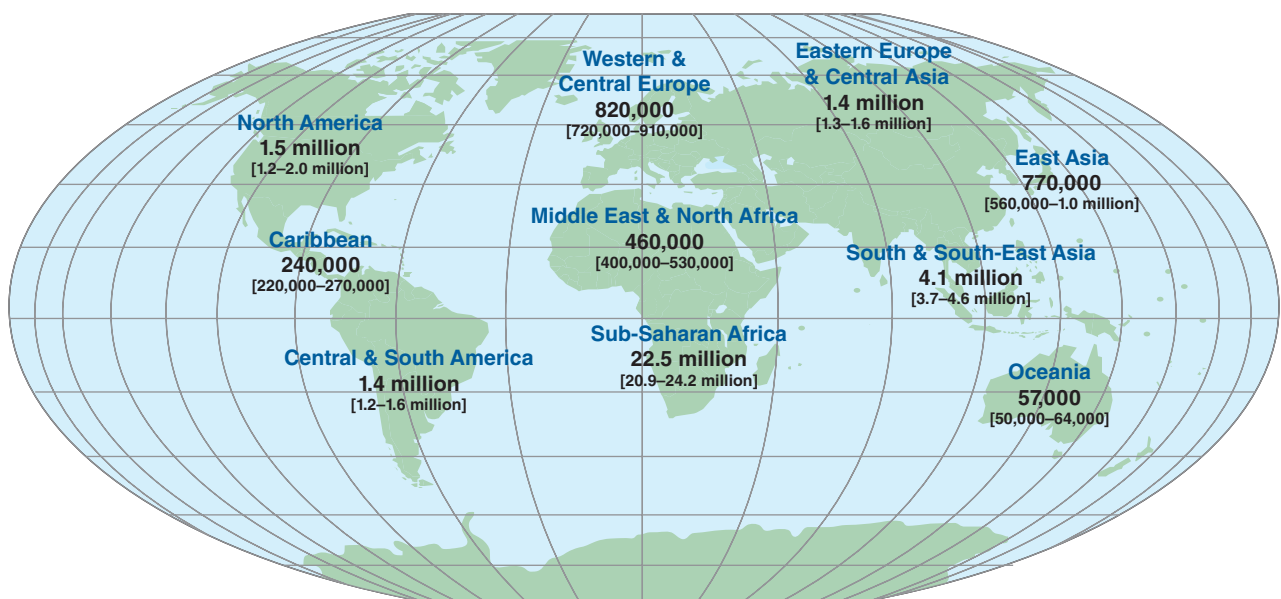 Western &
Central Europe
820,000
[720,000–910,000]
Eastern Europe
& Central Asia
1.4 million
[1.3–1.6 million]
North America
1.5 million
[1.2–2.0 million]
East Asia
770,000
[560,000–1.0 million]
Middle East & North Africa
460,000
[400,000–530,000]
Caribbean
240,000
[220,000–270,000]
South & South-East Asia
4.1 million
[3.7–4.6 million]
Sub-Saharan Africa
22.5 million
[20.9–24.2 million]
Central & South America
1.4 million
[1.2–1.6 million]
Oceania
57,000
[50,000–64,000]